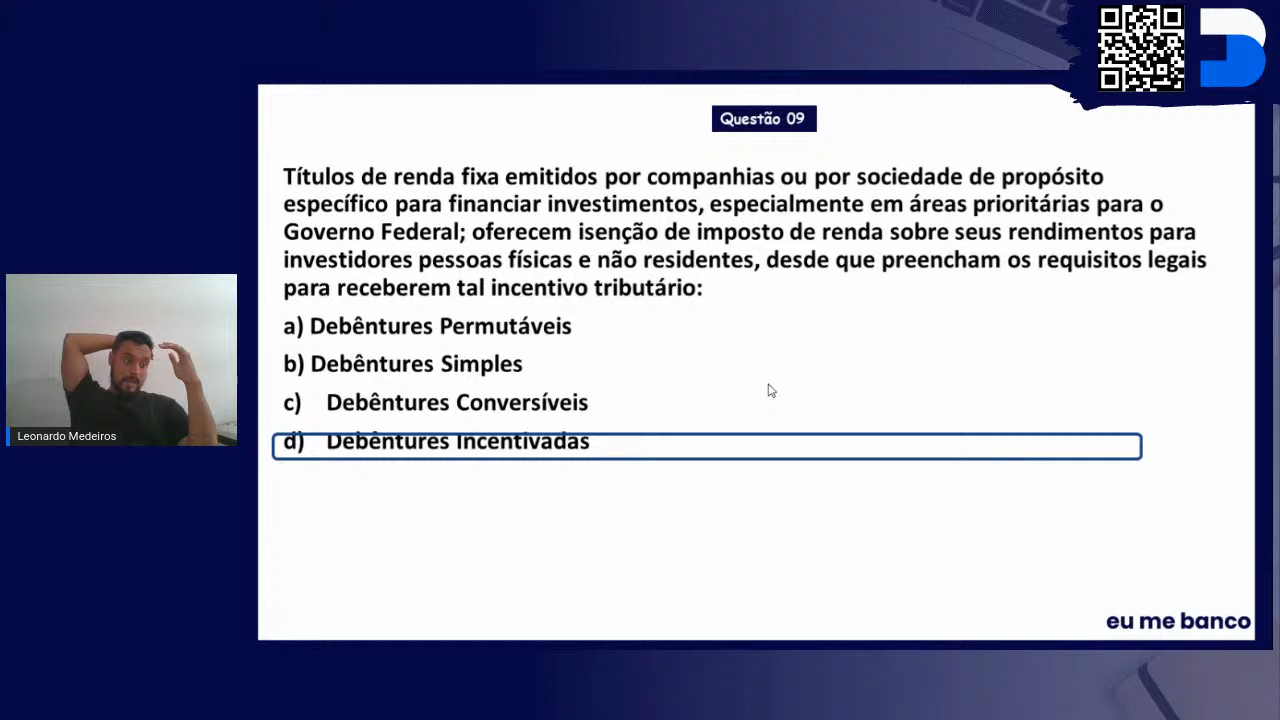 Questão 09
Títulos de renda fixa emitidos por companhias ou por sociedade de propósito
específico para financiar investimentos, especialmente em áreas prioritárias para o
Governo Federal; oferecem isenção de imposto de renda sobre seus rendimentos para
investidores pessoas físicas e não residentes, desde que preencham os requisitos legais
para receberem tal incentivo tributário:
a) Debêntures Permutáveis
b) Debêntures Simples
c) Debêntures Conversíveis
d) Debêntures Incentivadas
Leonardo Medeiros
eu me banco